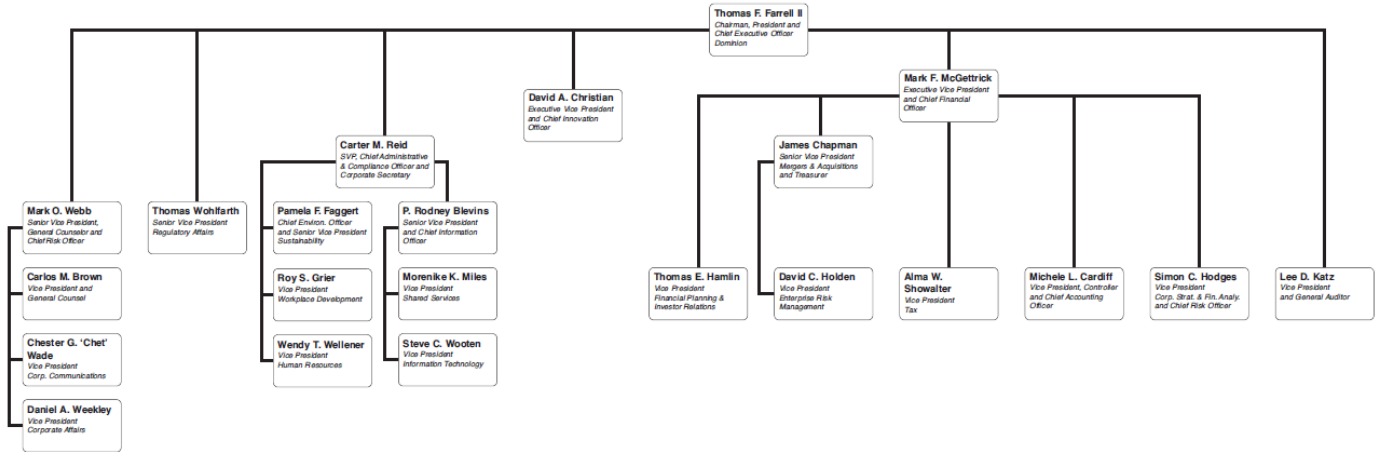 Thomas F. Farrell II
Chairman, President and
Chief Executive Officer
Dominion
Mark F. McGettrick
Executive Vice President
and Chief Financial
Officer
David A. Christian
Executive Vice President
and Chief Innovation
Officer
Carter M. Reid
SVP, Chief Administrative
& Compliance Officer and
Corporate Secretary
James Chapman
Senior Vice President
Mergers & Acquisitions
and Treasurer
Mark O. Webb
Senior Vice President,
General Counselor and
Chief Risk Officer
Thomas Wohlfarth
Senior Vice President
Regulatory Affairs
Pamela F. Faggert
Chief Environ. Officer
and Senior Vice President
Sustainability
P. Rodney Blevins
Senior Vice President
and Chief Information
Officer
Carlos M. Brown
Vice President and
General Counsel
Roy S. Grier
Vice President
Workplace Development
Morenike K. Miles
Vice President
Shared Services
Thomas E. Hamlin
Vice President
Financial Planning &
Investor Relations
David C. Holden
Vice President
Enterprise Risk
Management
Alma W.
Showalter
Vice President
Tax
Michele L. Cardiff
Vice President, Controller
and Chief Accounting
Officer
Simon C. Hodges
Vice President
Corp. Strat. & Fin. Analy.
and Chief Risk Officer
Lee D. Katz
Vice President
and General Auditor
Chester G. 'Chet'
Wade
Vice President
Corp. Communications
Wendy T. Wellener
Vice President
Human Resources
Steve C. Wooten
Vice President
Information Technology
Daniel A. Weekley
Vice President
Corporate Affairs